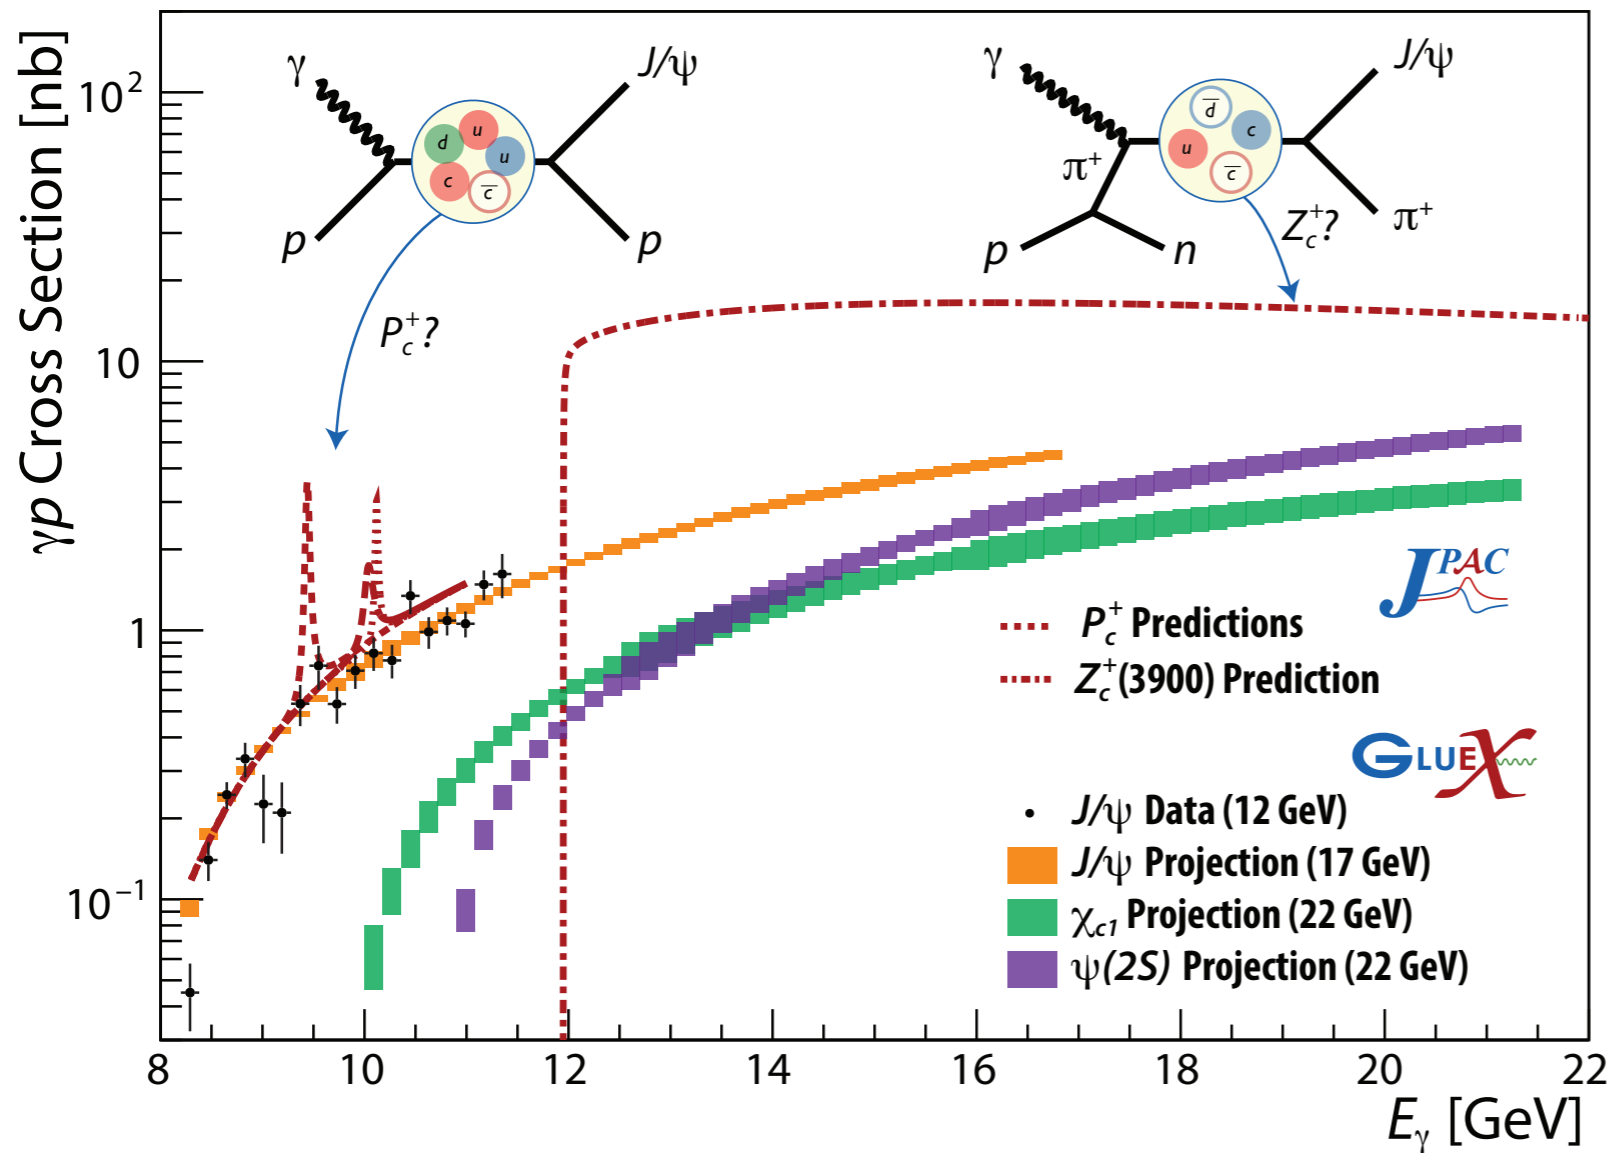 γp Cross Section [nb]
10²
10
1
10⁻¹
γ
J/ψ
d
u
u
c
c̅
p
p
P_c⁺?
γ
J/ψ
d̅
c
u
c̅
π⁺
Z_c⁺?
π⁺
p
n
JPAC
P_c⁺ Predictions
Z_c⁺(3900) Prediction
GLUEX
J/ψ Data (12 GeV)
J/ψ Projection (17 GeV)
χ_c1 Projection (22 GeV)
ψ(2S) Projection (22 GeV)
8 10 12 14 16 18 20 22
E_γ [GeV]